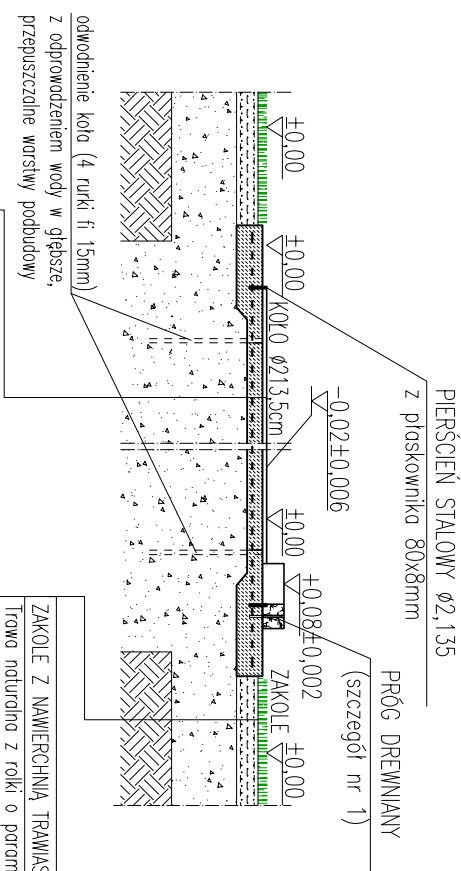 PIERSCIEŃ STALOWY ø2,135
z płaskownika 80x8mm
PRÓG DREWNIANY
(szczegół nr 1)
±0,00
±0,00
KOŁO ø213,5cm
-0,02±0,006
±0,00
+0,08±0,002
ZAKOLE
±0,00
odwodnienie koła (4 rurki fi 15mm)
z odprowadzeniem wody w głębsze,
przepuszczalne warstwy podbudowy
ZAKOLE Z NAWIERCHNIĄ TRAWIAS
Trawa naturalna z rolki o param